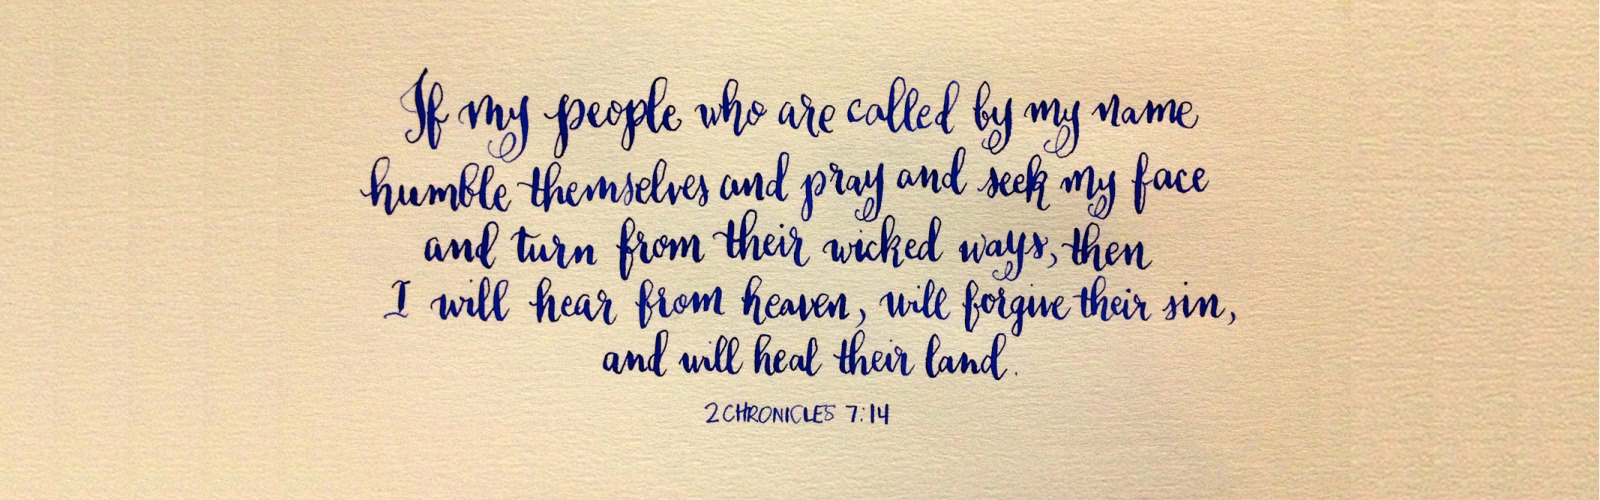 If my people who are called by my name
humble themselves and pray and seek my face
and turn from their wicked ways, then
I will hear from heaven, will forgive their sin,
and will heal their land.
2 CHRONICLES 7:14